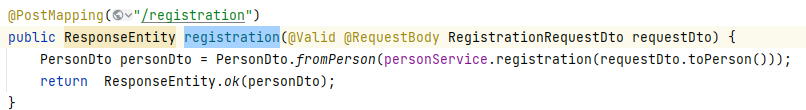 @PostMapping("/registration")
public ResponseEntity registration(@Valid @RequestBody RegistrationRequestDto requestDto) {
    PersonDto personDto = PersonDto.fromPerson(personService.registration(requestDto.toPerson()));
    return  ResponseEntity.ok(personDto);
}